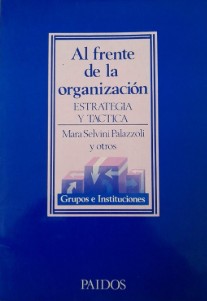 Al frente
de la
organización
ESTRATEGIA
Y TACTICA
Mara Selvini Palazzoli
y otros
Grupos e Instituciones
PAIDOS